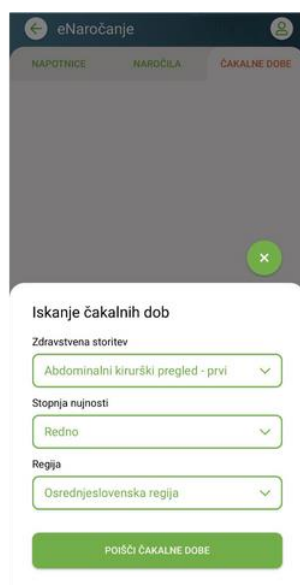 eNaročanje
NAPOTNICE NAROČILA ČAKALNE DOBE
Iskanje čakalnih dob
Zdravstvena storitev
Abdominalni kirurški pregled - prvi
Stopnja nujnosti
Redno
Regija
Osrednjeslovenska regija
POIŠČI ČAKALNE DOBE